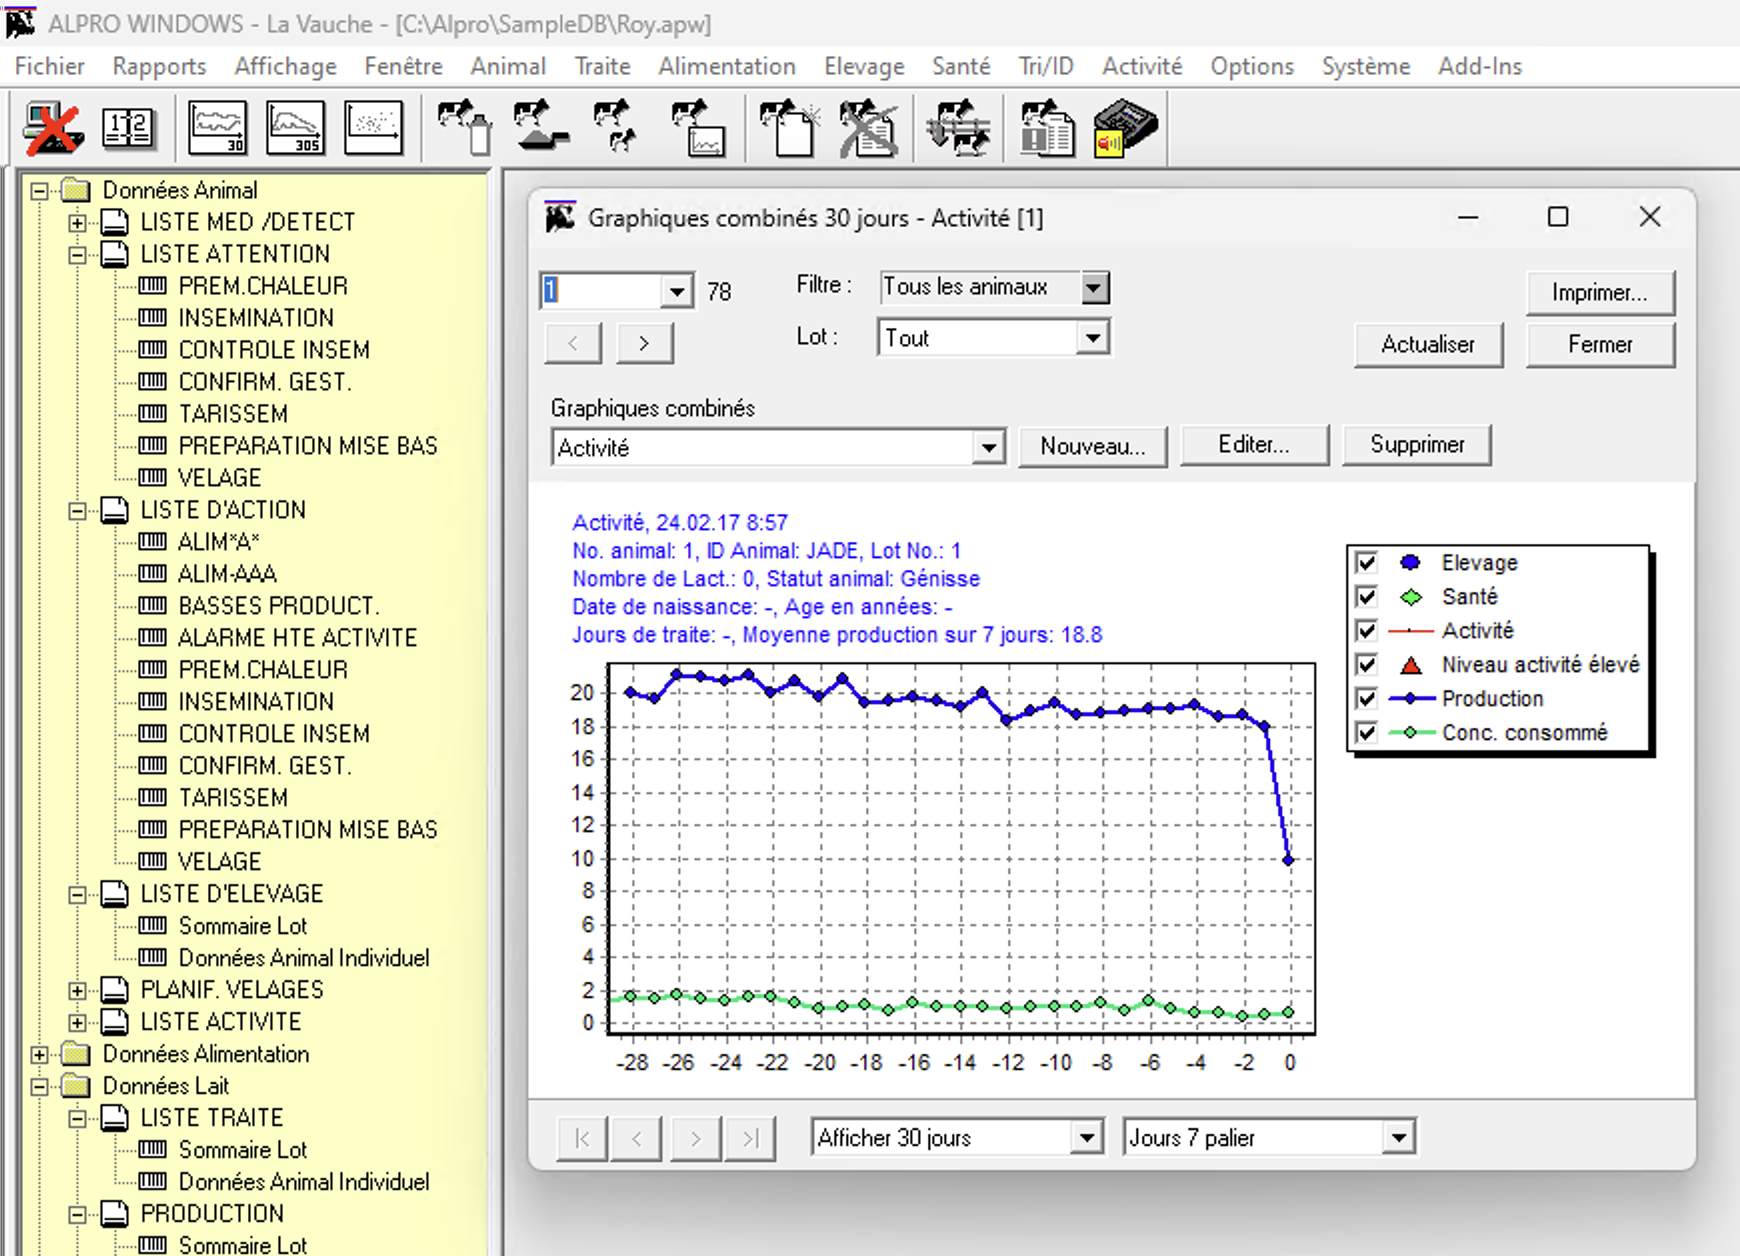 ALPRO WINDOWS - La Vauche - [C:\Alpro\SampleDB\Roy.apw]
Fichier Rapports Affichage Fenêtre Animal Traite Alimentation Elevage Santé Tri/ID Activité Options Système Add-Ins
12 30 305
Données Animal
LISTE MED /DETECT
LISTE ATTENTION
PREM.CHALEUR
INSEMINATION
CONTROLE INSEM
CONFIRM. GEST.
TARISSEM
PREPARATION MISE BAS
VELAGE
LISTE D'ACTION
ALIM*A*
ALIM-AAA
BASSES PRODUCT.
ALARME HTE ACTIVITE
PREM.CHALEUR
INSEMINATION
CONTROLE INSEM
CONFIRM. GEST.
TARISSEM
PREPARATION MISE BAS
VELAGE
LISTE D'ELEVAGE
Sommaire Lot
Données Animal Individuel
PLANIF. VELAGES
LISTE ACTIVITE
Données Alimentation
Données Lait
LISTE TRAITE
Sommaire Lot
Données Animal Individuel
PRODUCTION
Sommaire Lot
Graphiques combinés 30 jours - Activité [1]
1 78 Filtre : Tous les animaux Imprimer...
< > Lot : Tout Actualiser Fermer
Graphiques combinés
Activité Nouveau... Editer... Supprimer
Activité, 24.02.17 8:57
No. animal: 1, ID Animal: JADE, Lot No.: 1
Nombre de Lact.: 0, Statut animal: Génisse
Date de naissance: -, Age en années: -
Jours de traite: -, Moyenne production sur 7 jours: 18.8
Elevage
Santé
Activité
Niveau activité élevé
Production
Conc. consommé
20
18
16
14
12
10
8
6
4
2
0
-28 -26 -24 -22 -20 -18 -16 -14 -12 -10 -8 -6 -4 -2 0
|< < > >| Afficher 30 jours Jours 7 palier